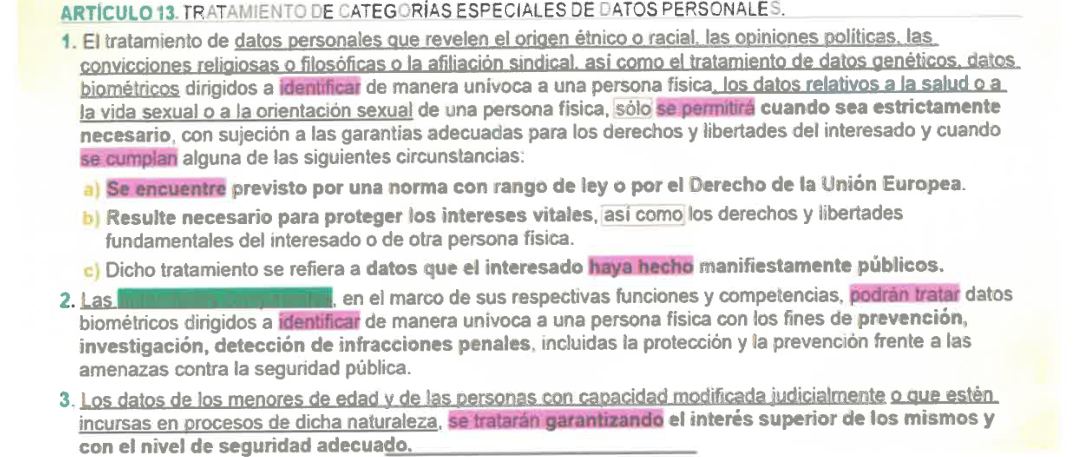 ARTÍCULO 13. TRATAMIENTO DE CATEGORÍAS ESPECIALES DE DATOS PERSONALES.
1. El tratamiento de datos personales que revelen el origen étnico o racial, las opiniones políticas, las
convicciones religiosas o filosóficas o la afiliación sindical, así como el tratamiento de datos genéticos, datos
biométricos dirigidos a identificar de manera unívoca a una persona física, los datos relativos a la salud o a
la vida sexual o a la orientación sexual de una persona física, sólo se permitirá cuando sea estrictamente
necesario, con sujeción a las garantías adecuadas para los derechos y libertades del interesado y cuando
se cumplan alguna de las siguientes circunstancias:
a) Se encuentre previsto por una norma con rango de ley o por el Derecho de la Unión Europea.
b) Resulte necesario para proteger los intereses vitales, así como los derechos y libertades
fundamentales del interesado o de otra persona física.
c) Dicho tratamiento se refiera a datos que el interesado haya hecho manifiestamente públicos.
2. Las , en el marco de sus respectivas funciones y competencias, podrán tratar datos
biométricos dirigidos a identificar de manera unívoca a una persona física con los fines de prevención,
investigación, detección de infracciones penales, incluidas la protección y la prevención frente a las
amenazas contra la seguridad pública.
3. Los datos de los menores de edad y de las personas con capacidad modificada judicialmente o que estén
incursas en procesos de dicha naturaleza, se tratarán garantizando el interés superior de los mismos y
con el nivel de seguridad adecuado.